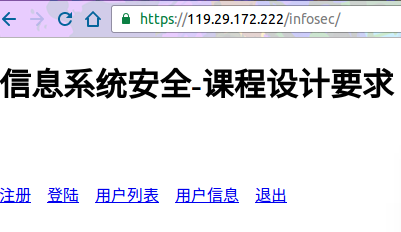 https://119.29.172.222/infosec/
信息系统安全-课程设计要求
注册 登陆 用户列表 用户信息 退出